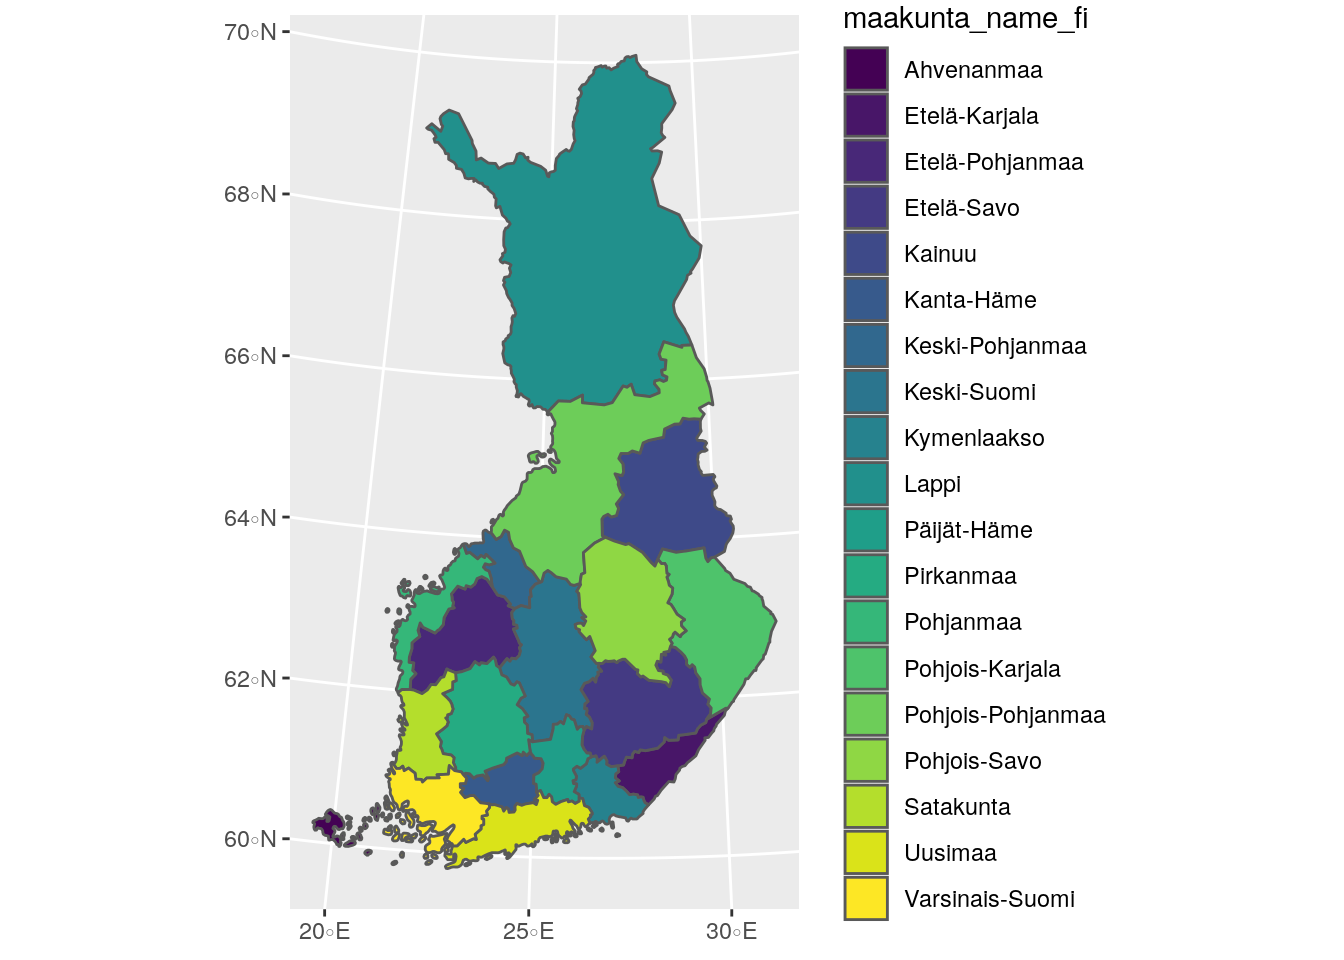 maakunta_name_fi
70°N
68°N
66°N
64°N
62°N
60°N
20°E
25°E
30°E
Ahvenanmaa
Etelä-Karjala
Etelä-Pohjanmaa
Etelä-Savo
Kainuu
Kanta-Häme
Keski-Pohjanmaa
Keski-Suomi
Kymenlaakso
Lappi
Päijät-Häme
Pirkanmaa
Pohjanmaa
Pohjois-Karjala
Pohjois-Pohjanmaa
Pohjois-Savo
Satakunta
Uusimaa
Varsinais-Suomi